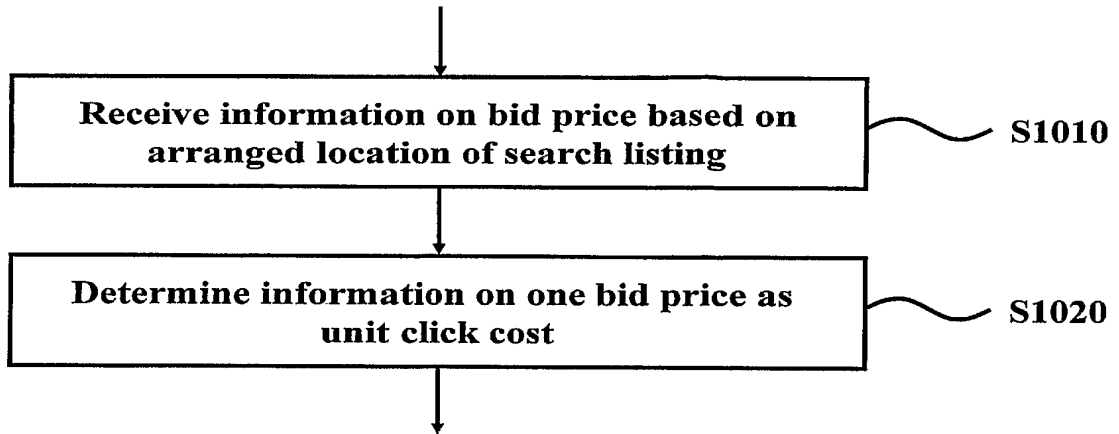 Receive information on bid price based on
arranged location of search listing
S1010
Determine information on one bid price as
unit click cost
S1020